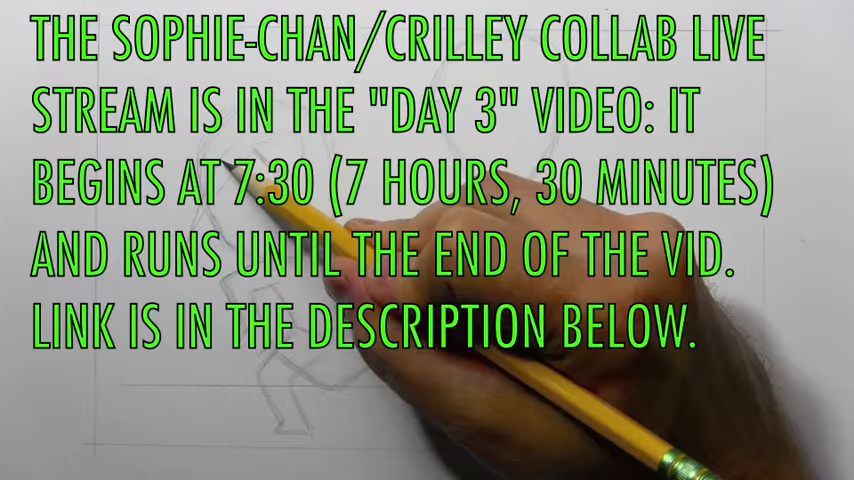 THE SOPHIE-CHAN/CRILLEY COLLAB LIVE
STREAM IS IN THE "DAY 3" VIDEO: IT
BEGINS AT 7:30 (7 HOURS, 30 MINUTES)
AND RUNS UNTIL THE END OF THE VID.
LINK IS IN THE DESCRIPTION BELOW.